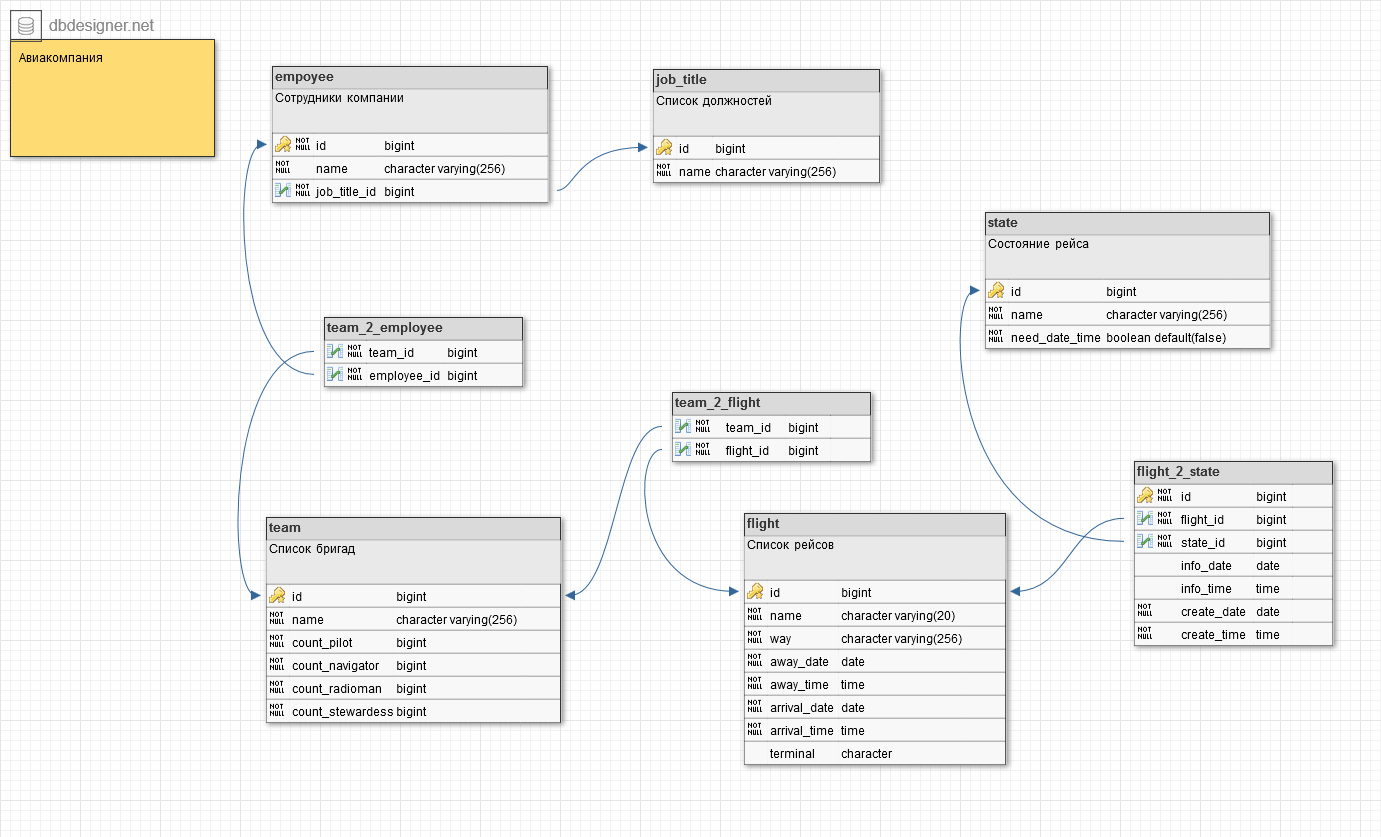 dbdesigner.net
Авиакомпания
empoyee
Сотрудники компании
NOT NULL id bigint
NOT NULL name character varying(256)
NOT NULL job_title_id bigint
job_title
Список должностей
id bigint
NOT NULL name character varying(256)
state
Состояние рейса
id bigint
NOT NULL name character varying(256)
NOT NULL need_date_time boolean default(false)
team_2_employee
NOT NULL team_id bigint
NOT NULL employee_id bigint
team_2_flight
NOT NULL team_id bigint
NOT NULL flight_id bigint
flight_2_state
NOT NULL id bigint
NOT NULL flight_id bigint
NOT NULL state_id bigint
info_date date
info_time time
NOT NULL create_date date
NOT NULL create_time time
team
Список бригад
id bigint
NOT NULL name character varying(256)
NOT NULL count_pilot bigint
NOT NULL count_navigator bigint
NOT NULL count_radioman bigint
NOT NULL count_stewardess bigint
flight
Список рейсов
id bigint
NOT NULL name character varying(20)
NOT NULL way character varying(256)
NOT NULL away_date date
NOT NULL away_time time
NOT NULL arrival_date date
NOT NULL arrival_time time
terminal character